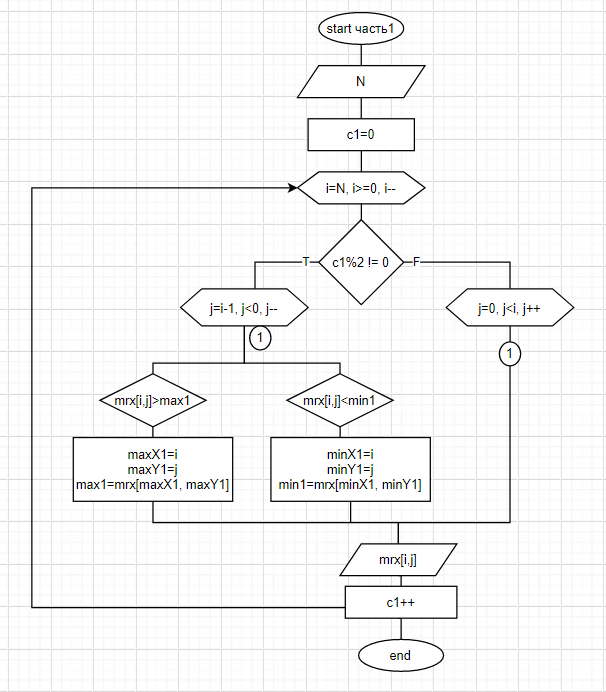 start часть1
N
c1=0
i=N, i>=0, i--
T
c1%2 != 0
F
j=i-1, j<0, j--
j=0, j<i, j++
1
1
mrx[i,j]>max1
mrx[i,j]<min1
maxX1=i
maxY1=j
max1=mrx[maxX1, maxY1]
minX1=i
minY1=j
min1=mrx[minX1, minY1]
mrx[i,j]
c1++
end